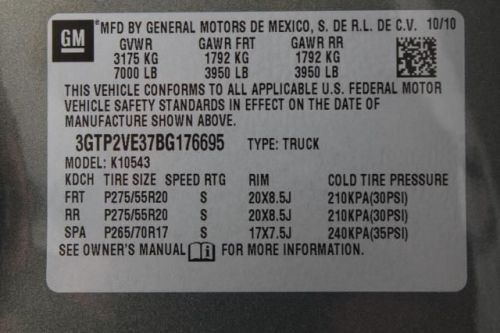 GM
MFD BY GENERAL MOTORS DE MEXICO, S. DE R.L. DE C.V. 10/10
GVWR GAWR FRT GAWR RR
3175 KG 1792 KG 1792 KG
7000 LB 3950 LB 3950 LB
THIS VEHICLE CONFORMS TO ALL APPLICABLE U.S. FEDERAL MOTOR
VEHICLE SAFETY STANDARDS IN EFFECT ON THE DATE OF
MANUFACTURE SHOWN ABOVE.
3GTP2VE37BG176695 TYPE: TRUCK
MODEL: K10543
KDCH TIRE SIZE SPEED RTG RIM COLD TIRE PRESSURE
FRT P275/55R20 S 20X8.5J 210KPA(30PSI)
RR P275/55R20 S 20X8.5J 210KPA(30PSI)
SPA P265/70R17 S 17X7.5J 240KPA(35PSI)
SEE OWNER'S MANUAL FOR MORE INFORMATION.